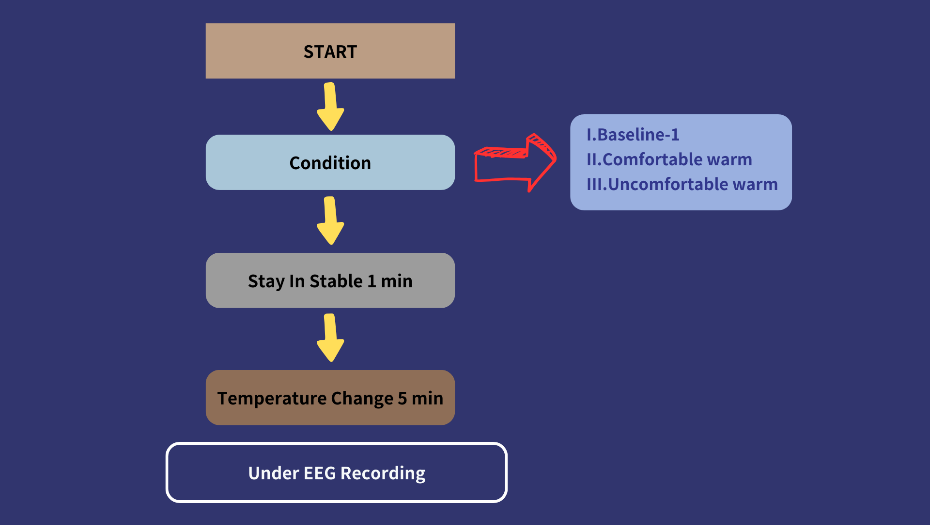 START
Condition
I.Baseline-1
II.Comfortable warm
III.Uncomfortable warm
Stay In Stable 1 min
Temperature Change 5 min
Under EEG Recording